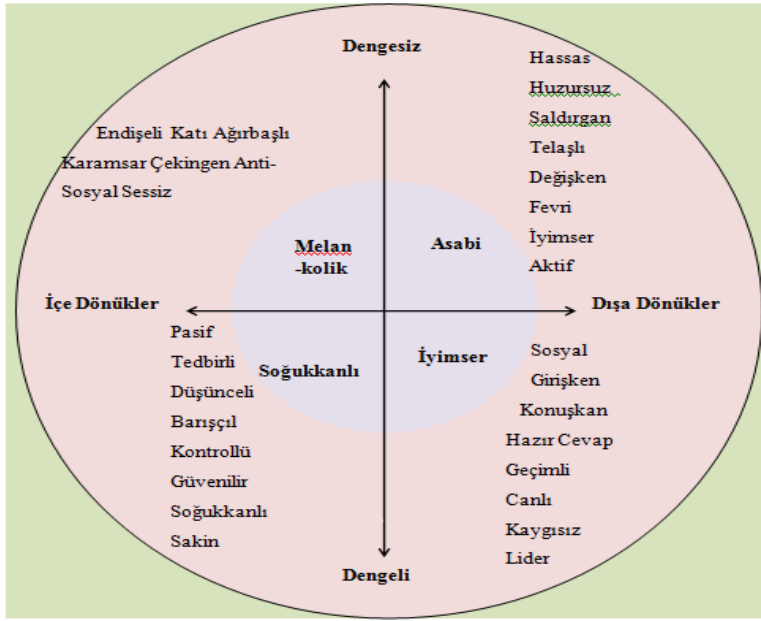 Dengesiz
Endişeli Katı Ağırbaşlı
Karamsar Çekingen Anti-
Sosyal Sessiz
Hassas
Huzursuz
Saldırgan
Telaşlı
Değişken
Fevri
İyimser
Aktif
Melan
-kolik
Asabi
İçe Dönükler
Dışa Dönükler
Soğukkanlı
İyimser
Pasif
Tedbirli
Düşünceli
Barışçıl
Kontrollü
Güvenilir
Soğukkanlı
Sakin
Sosyal
Girişken
Konuşkan
Hazır Cevap
Geçimli
Canlı
Kaygısız
Lider
Dengeli